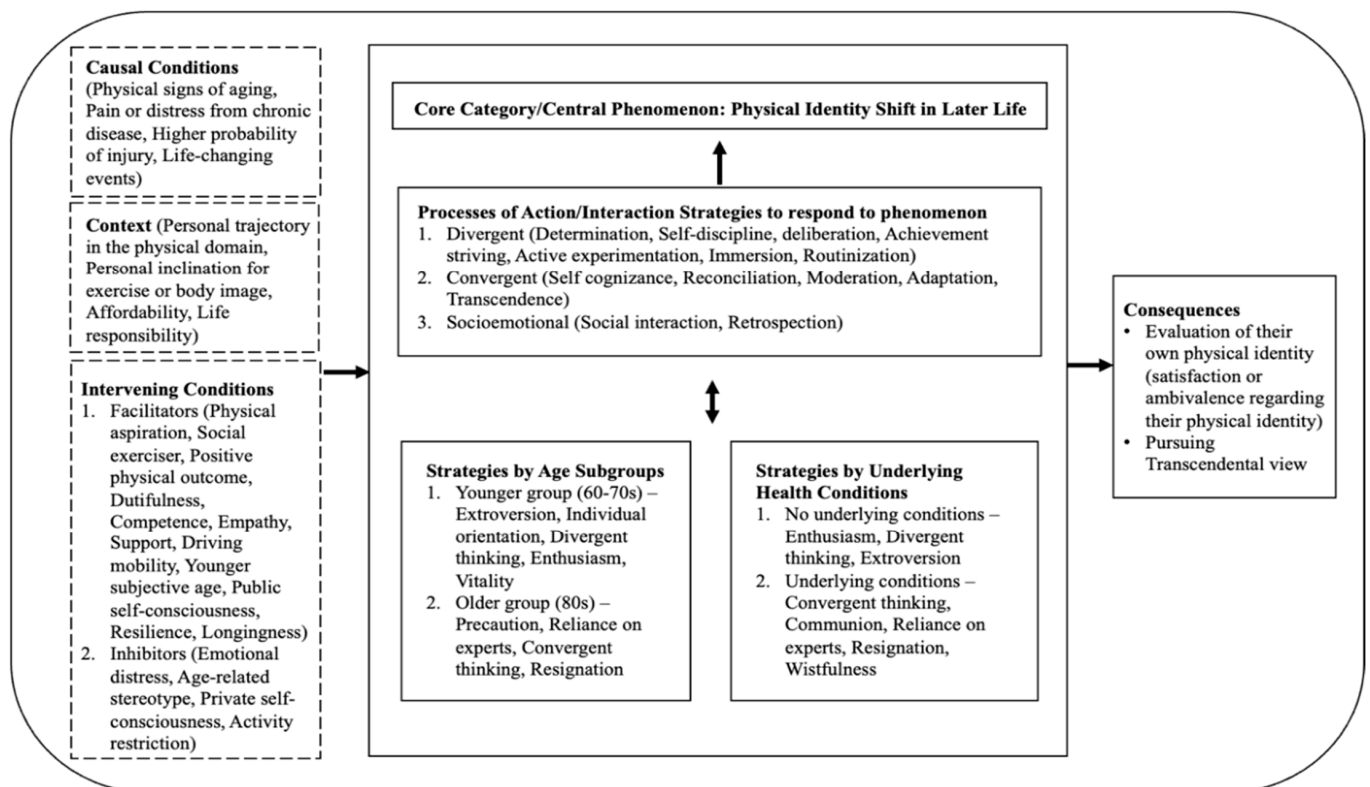 Causal Conditions
(Physical signs of aging,
Pain or distress from chronic
disease, Higher probability
of injury, Life-changing
events)
Context (Personal trajectory
in the physical domain,
Personal inclination for
exercise or body image,
Affordability, Life
responsibility)
Intervening Conditions
1. Facilitators (Physical
aspiration, Social
exerciser, Positive
physical outcome,
Dutifulness,
Competence, Empathy,
Support, Driving
mobility, Younger
subjective age, Public
self-consciousness,
Resilience, Longingness)
2. Inhibitors (Emotional
distress, Age-related
stereotype, Private self-
consciousness, Activity
restriction)
Core Category/Central Phenomenon: Physical Identity Shift in Later Life
Processes of Action/Interaction Strategies to respond to phenomenon
1. Divergent (Determination, Self-discipline, deliberation, Achievement
striving, Active experimentation, Immersion, Routinization)
2. Convergent (Self cognizance, Reconciliation, Moderation, Adaptation,
Transcendence)
3. Socioemotional (Social interaction, Retrospection)
Strategies by Age Subgroups
1. Younger group (60-70s) –
Extroversion, Individual
orientation, Divergent
thinking, Enthusiasm,
Vitality
2. Older group (80s) –
Precaution, Reliance on
experts, Convergent
thinking, Resignation
Strategies by Underlying
Health Conditions
1. No underlying conditions –
Enthusiasm, Divergent
thinking, Extroversion
2. Underlying conditions –
Convergent thinking,
Communion, Reliance on
experts, Resignation,
Wistfulness
Consequences
• Evaluation of their
own physical identity
(satisfaction or
ambivalence regarding
their physical identity)
• Pursuing
Transcendental view